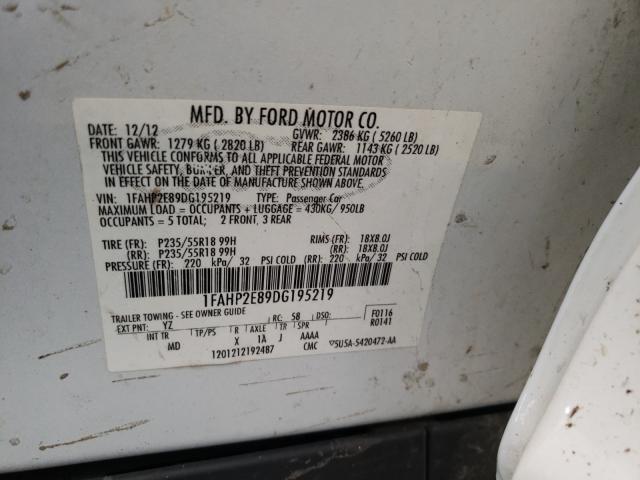 MFD. BY FORD MOTOR CO.
DATE: 12/12 GVWR: 2386 KG ( 5260 LB)
FRONT GAWR: 1279 KG ( 2820 LB) REAR GAWR: 1143 KG ( 2520 LB)
THIS VEHICLE CONFORMS TO ALL APPLICABLE FEDERAL MOTOR
VEHICLE SAFETY, BUMPER, AND THEFT PREVENTION STANDARDS
IN EFFECT ON THE DATE OF MANUFACTURE SHOWN ABOVE.
VIN: 1FAHP2E89DG195219 TYPE: Passenger Car
MAXIMUM LOAD = OCCUPANTS + LUGGAGE = 430KG/ 950LB
OCCUPANTS = 5 TOTAL; 2 FRONT, 3 REAR
TIRE (FR): P235/55R18 99H RIMS (FR): 18X8.0J
(RR): P235/55R18 99H (RR): 18X8.0J
PRESSURE (FR): 220 kPa/ 32 PSI COLD (RR): 220 kPa/ 32 PSI COLD
1FAHP2E89DG195219
TRAILER TOWING - SEE OWNER GUIDE
EXT PNT: YZ RC: 58 DSO: F0116
INT TR TP/PS R AXLE TR SPR R0141
MD X 1A J AAAA
1201212192487 CMC 5U5A-5420472-AA